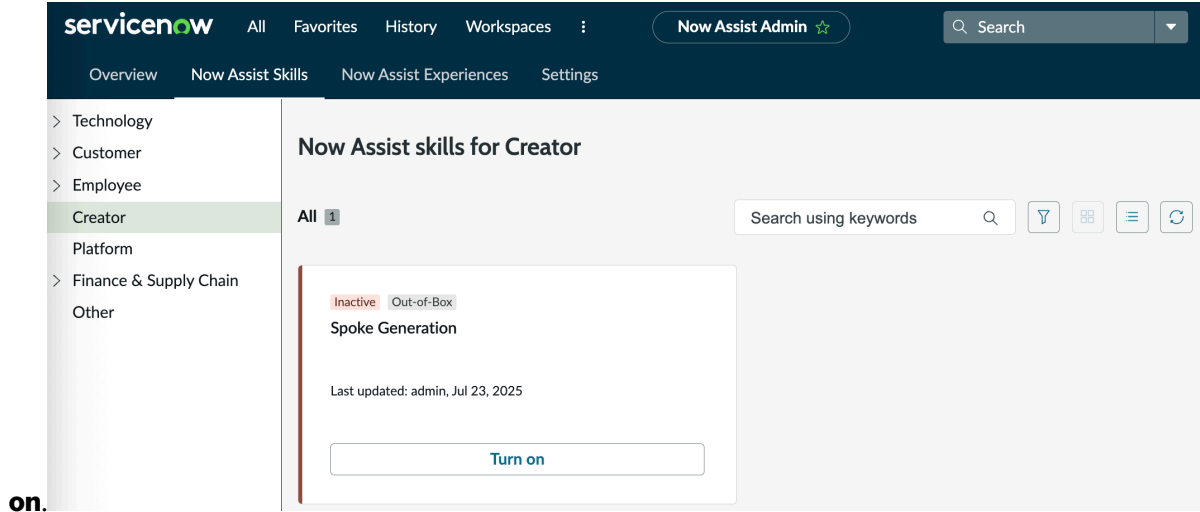 servicenow All Favorites History Workspaces Now Assist Admin Search
Overview Now Assist Skills Now Assist Experiences Settings
Technology
Customer
Employee
Creator
Platform
Finance & Supply Chain
Other
Now Assist skills for Creator
All 1
Search using keywords
Inactive Out-of-Box
Spoke Generation
Last updated: admin, Jul 23, 2025
Turn on
on.